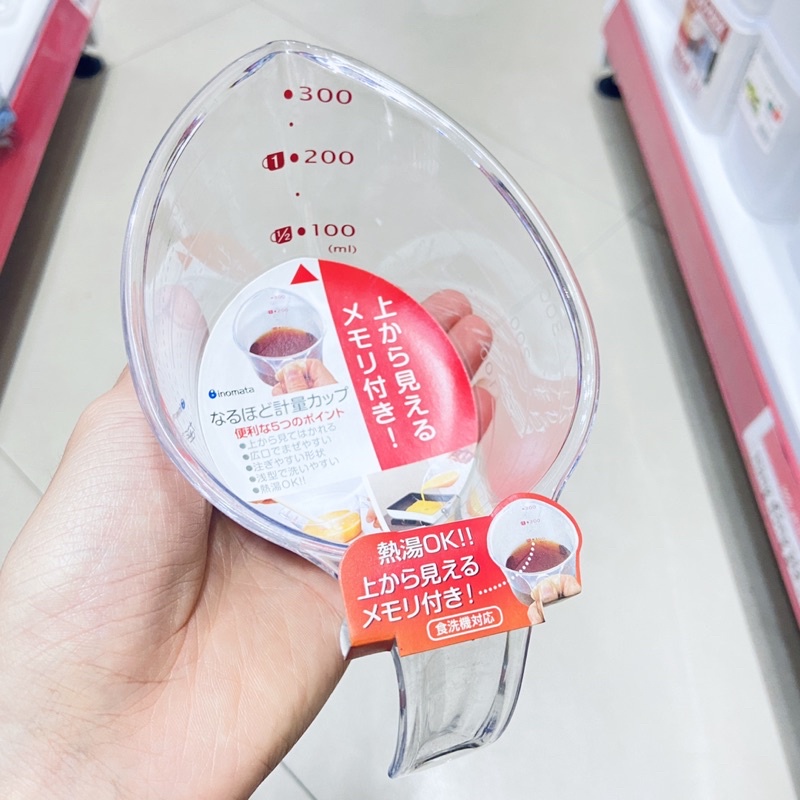 300
1 200
1/2 100
(ml)
上から見える
メモリ付き!
inomata
なるほど計量カップ
便利な5つのポイント
●上から見てはかれる
●広口でまぜやすい
●注ぎやすい形状
●浅型で洗いやすい
●熱湯OK!!
熱湯OK!!
上から見える
メモリ付き!
食洗機対応